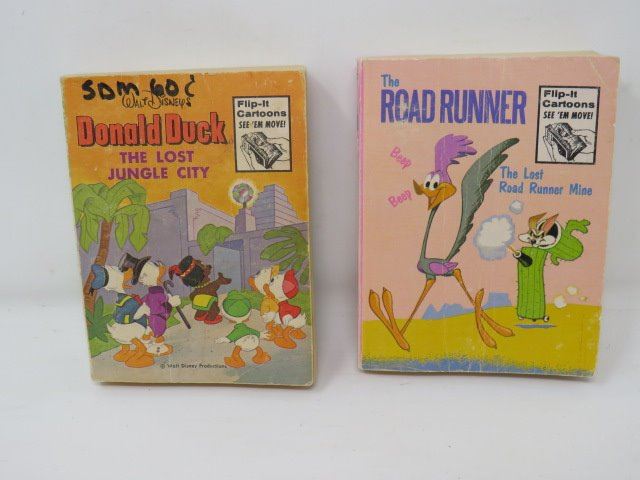 SDM 60¢
WALT DISNEY'S
Donald Duck
THE LOST
JUNGLE CITY
Flip-It
Cartoons
SEE 'EM MOVE!
© Walt Disney Productions
The
ROAD RUNNER
Flip-It
Cartoons
SEE 'EM MOVE!
Beep
Beep
The Lost
Road Runner Mine